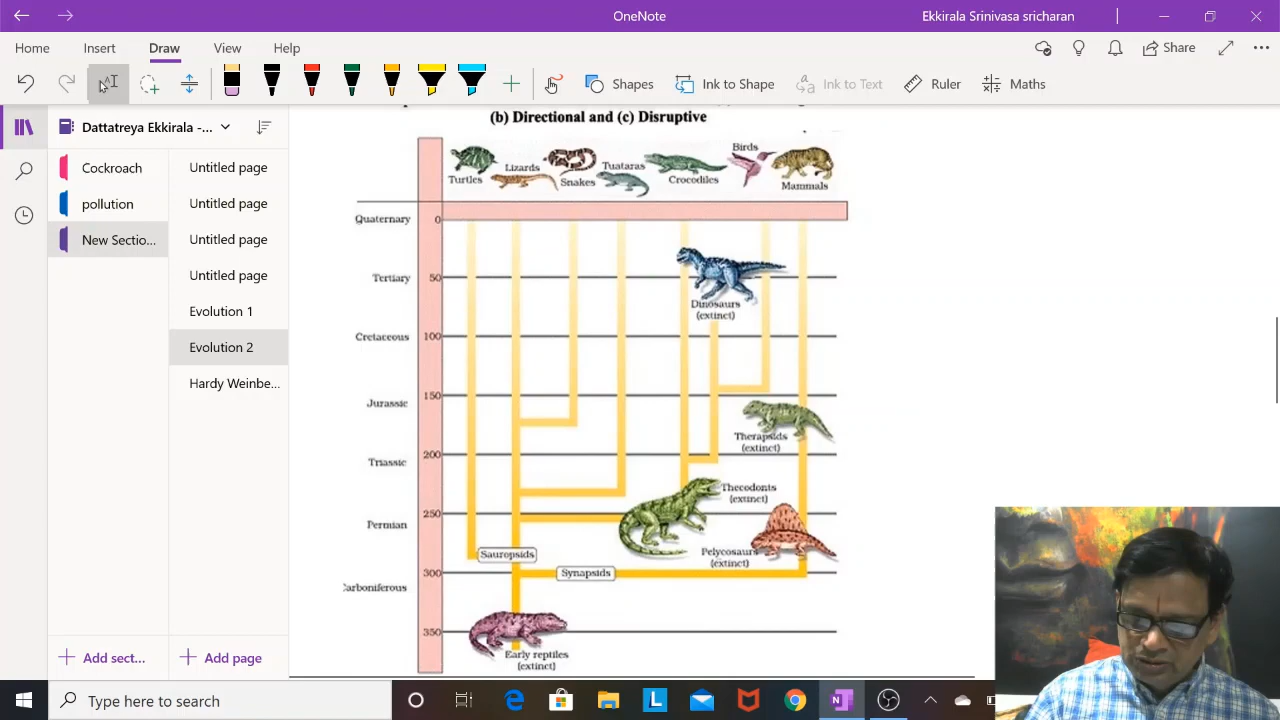 OneNote
Ekkirala Srinivasa sricharan
Home Insert Draw View Help
Share
Shapes
Ink to Shape
Ink to Text
Ruler
Maths
Dattatreya Ekkirala -...
Cockroach
pollution
New Sectio...
Untitled page
Untitled page
Untitled page
Untitled page
Evolution 1
Evolution 2
Hardy Weinbe...
Add sect...
Add page
(b) Directional and (c) Disruptive
Turtles
Lizards
Snakes
Tuataras
Crocodiles
Birds
Mammals
Quaternary 0
Tertiary 50
Dinosaurs
(extinct)
Cretaceous 100
150
Jurassic
Therapsids
(extinct)
200
Triassic
Thecodonts
(extinct)
250
Permian
Pelycosaurs
(extinct)
Sauropsids
300
Synapsids
Carboniferous
350
Early reptiles
(extinct)
Type here to search